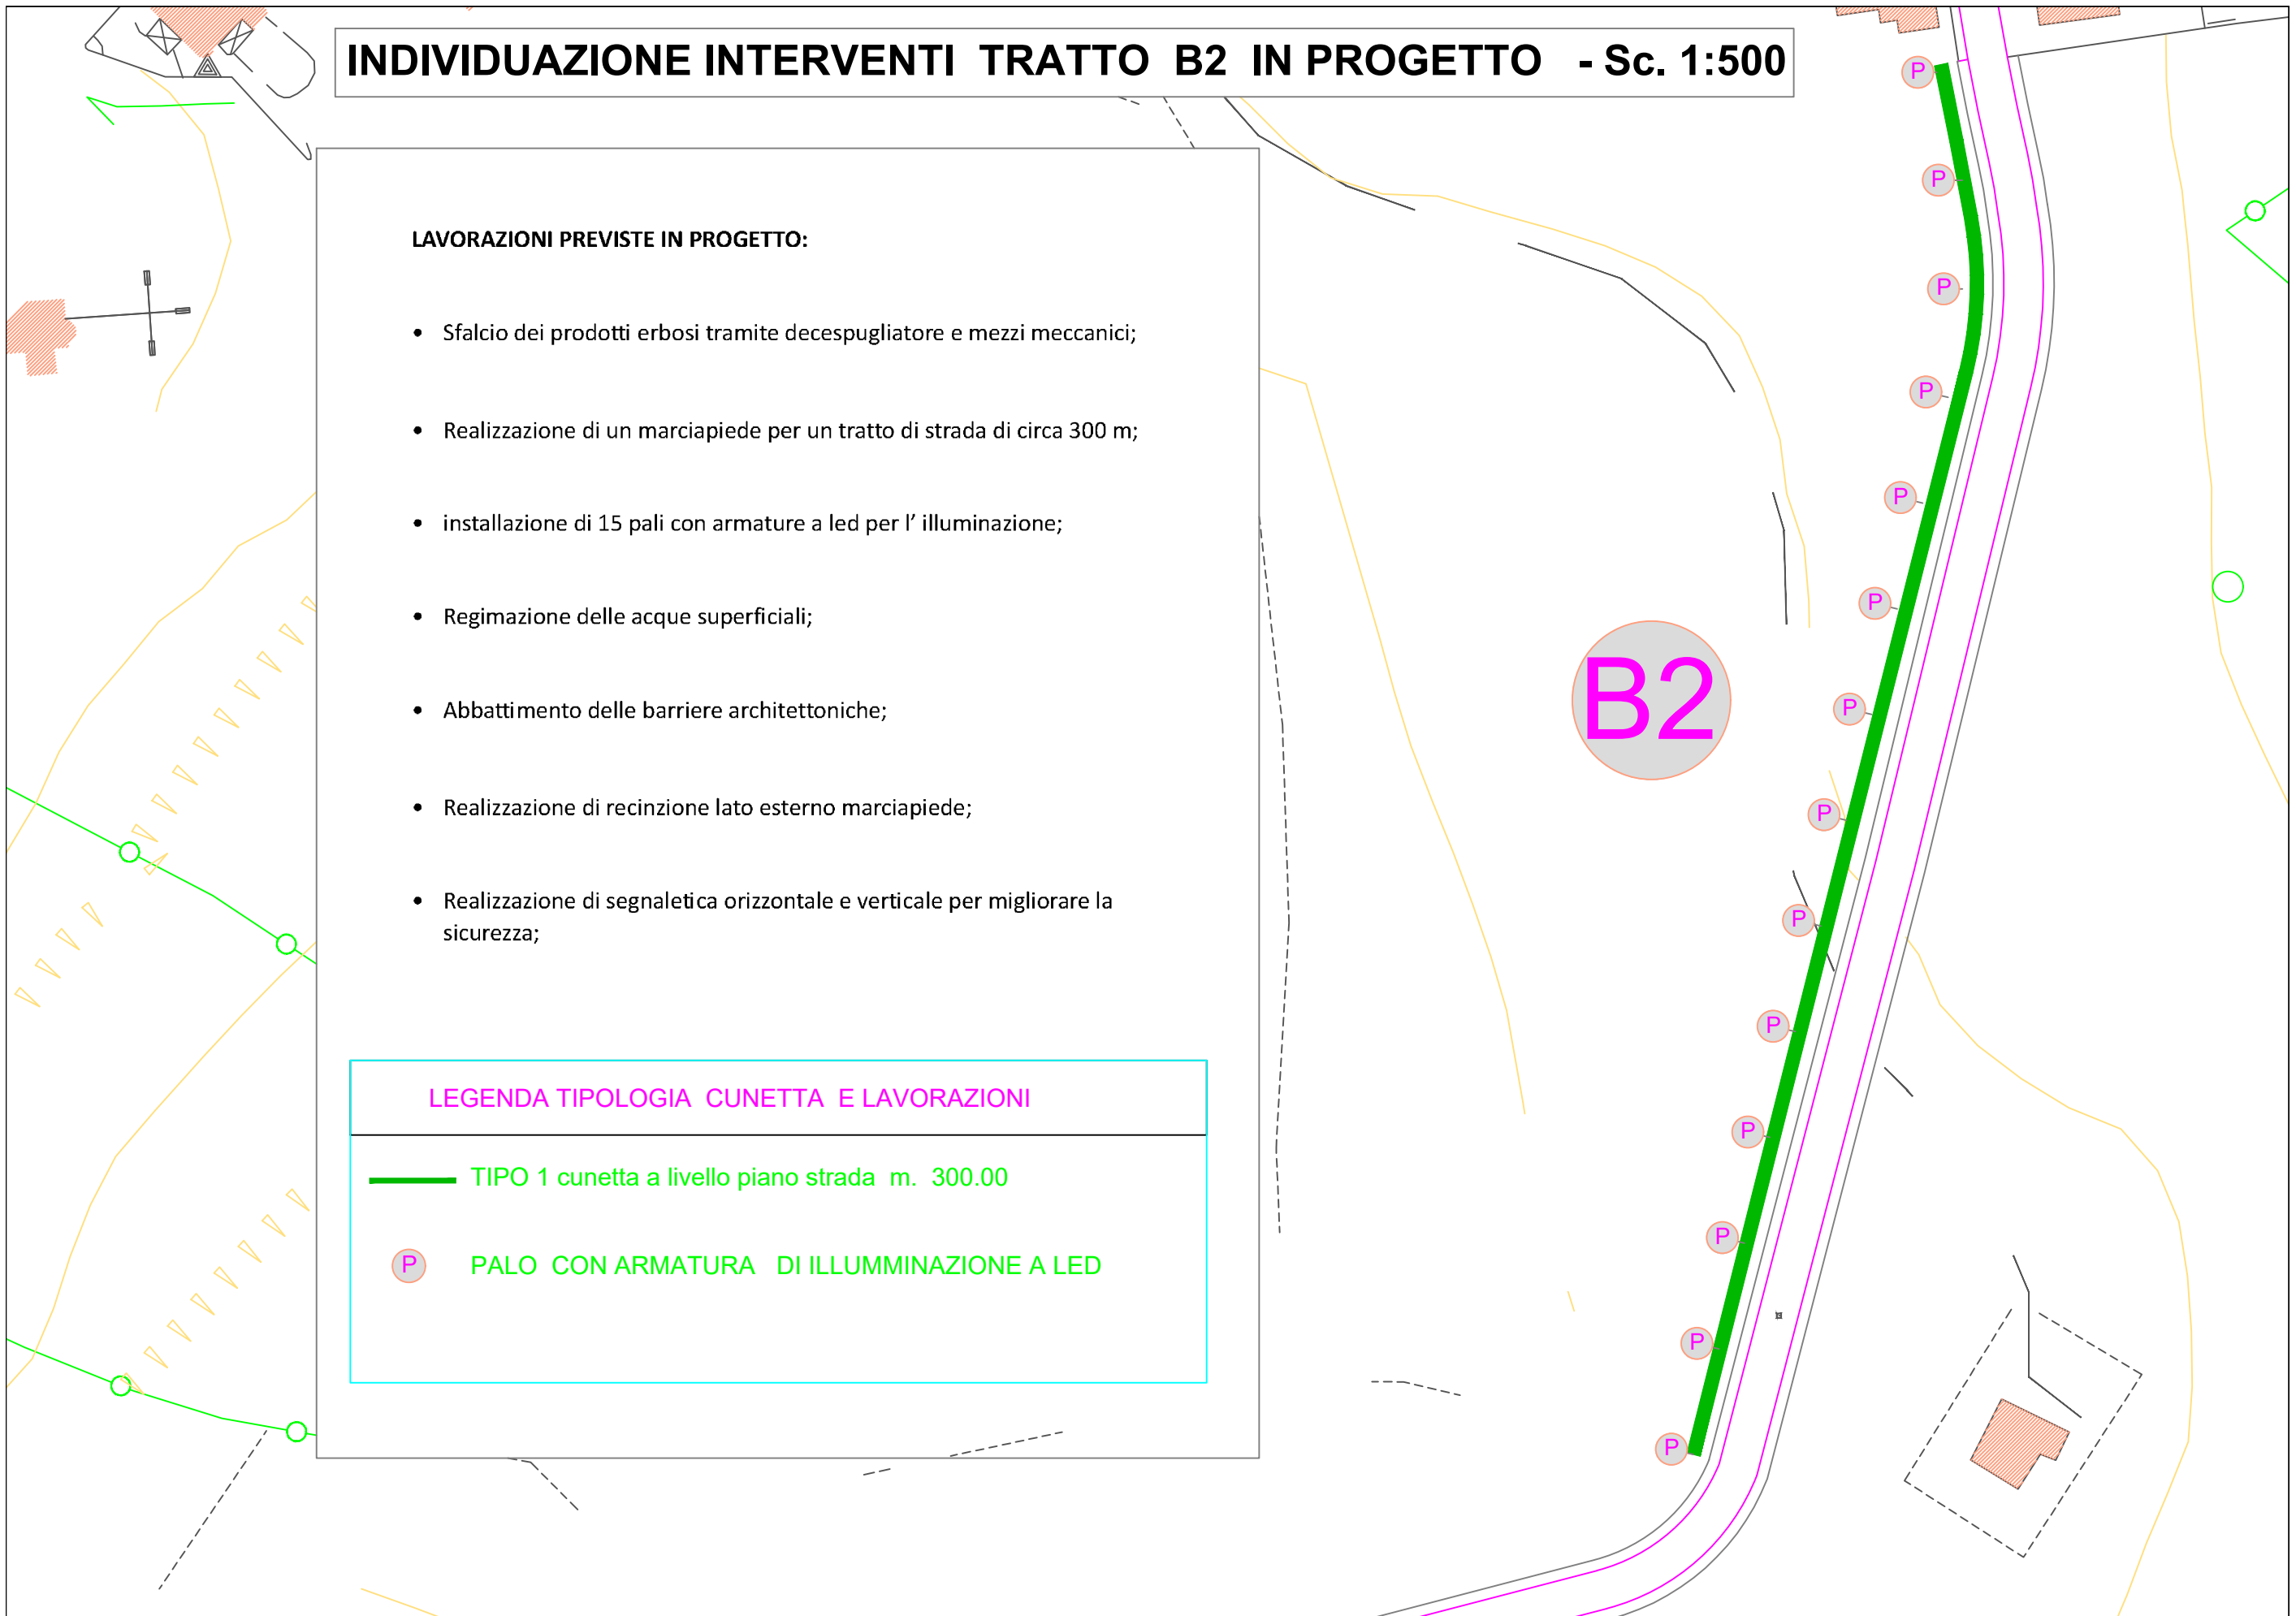 INDIVIDUAZIONE INTERVENTI TRATTO B2 IN PROGETTO - Sc. 1:500
LAVORAZIONI PREVISTE IN PROGETTO:
• Sfalcio dei prodotti erbosi tramite decespugliatore e mezzi meccanici;
• Realizzazione di un marciapiede per un tratto di strada di circa 300 m;
• installazione di 15 pali con armature a led per l' illuminazione;
• Regimazione delle acque superficiali;
• Abbattimento delle barriere architettoniche;
• Realizzazione di recinzione lato esterno marciapiede;
• Realizzazione di segnaletica orizzontale e verticale per migliorare la
sicurezza;
LEGENDA TIPOLOGIA CUNETTA E LAVORAZIONI
TIPO 1 cunetta a livello piano strada m. 300.00
P PALO CON ARMATURA DI ILLUMMINAZIONE A LED
P
P
P
P
P
P
B2
P
P
P
P
P
P
P
P